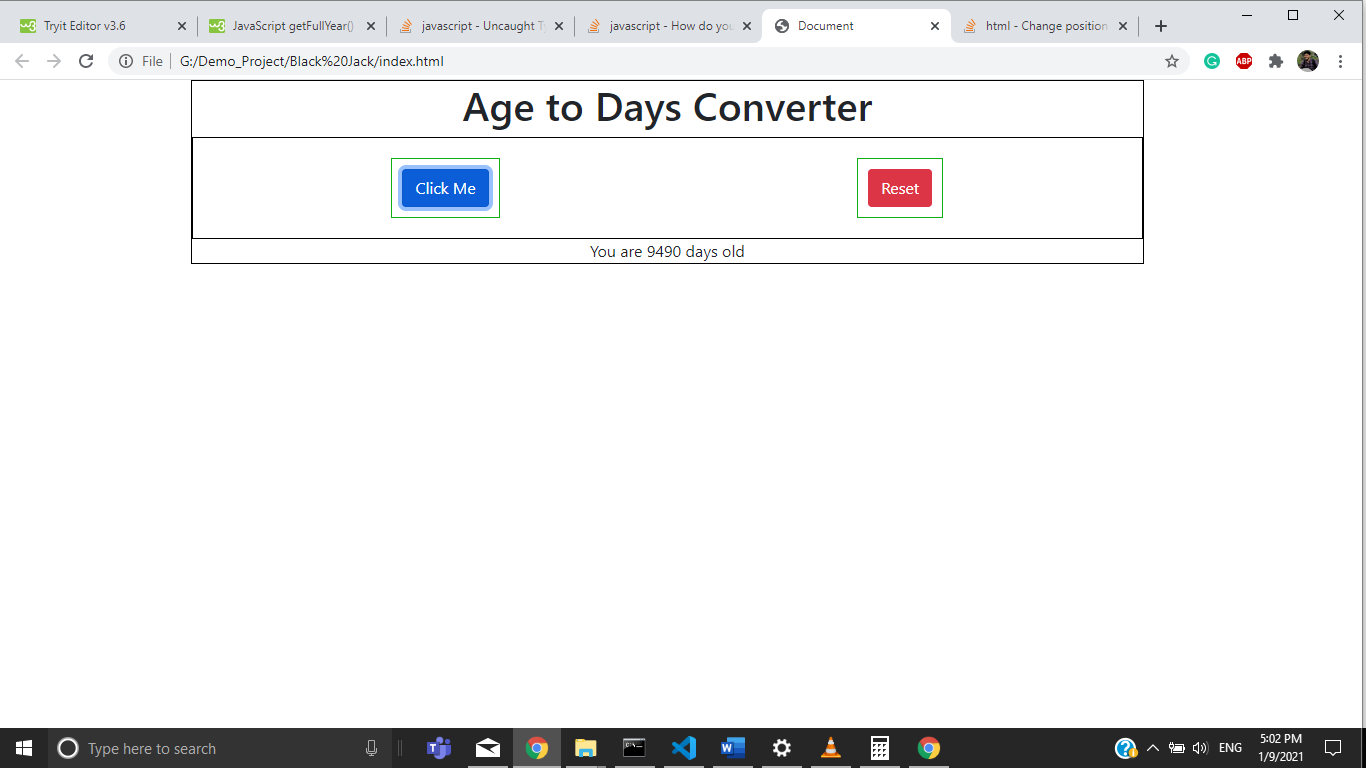 Tryit Editor v3.6
JavaScript getFullYear()
javascript - Uncaught Ty
javascript - How do you
Document
html - Change position
File
G:/Demo_Project/Black%20Jack/index.html
ABP
Age to Days Converter
Click Me
Reset
You are 9490 days old
Type here to search
ENG
5:02 PM
1/9/2021